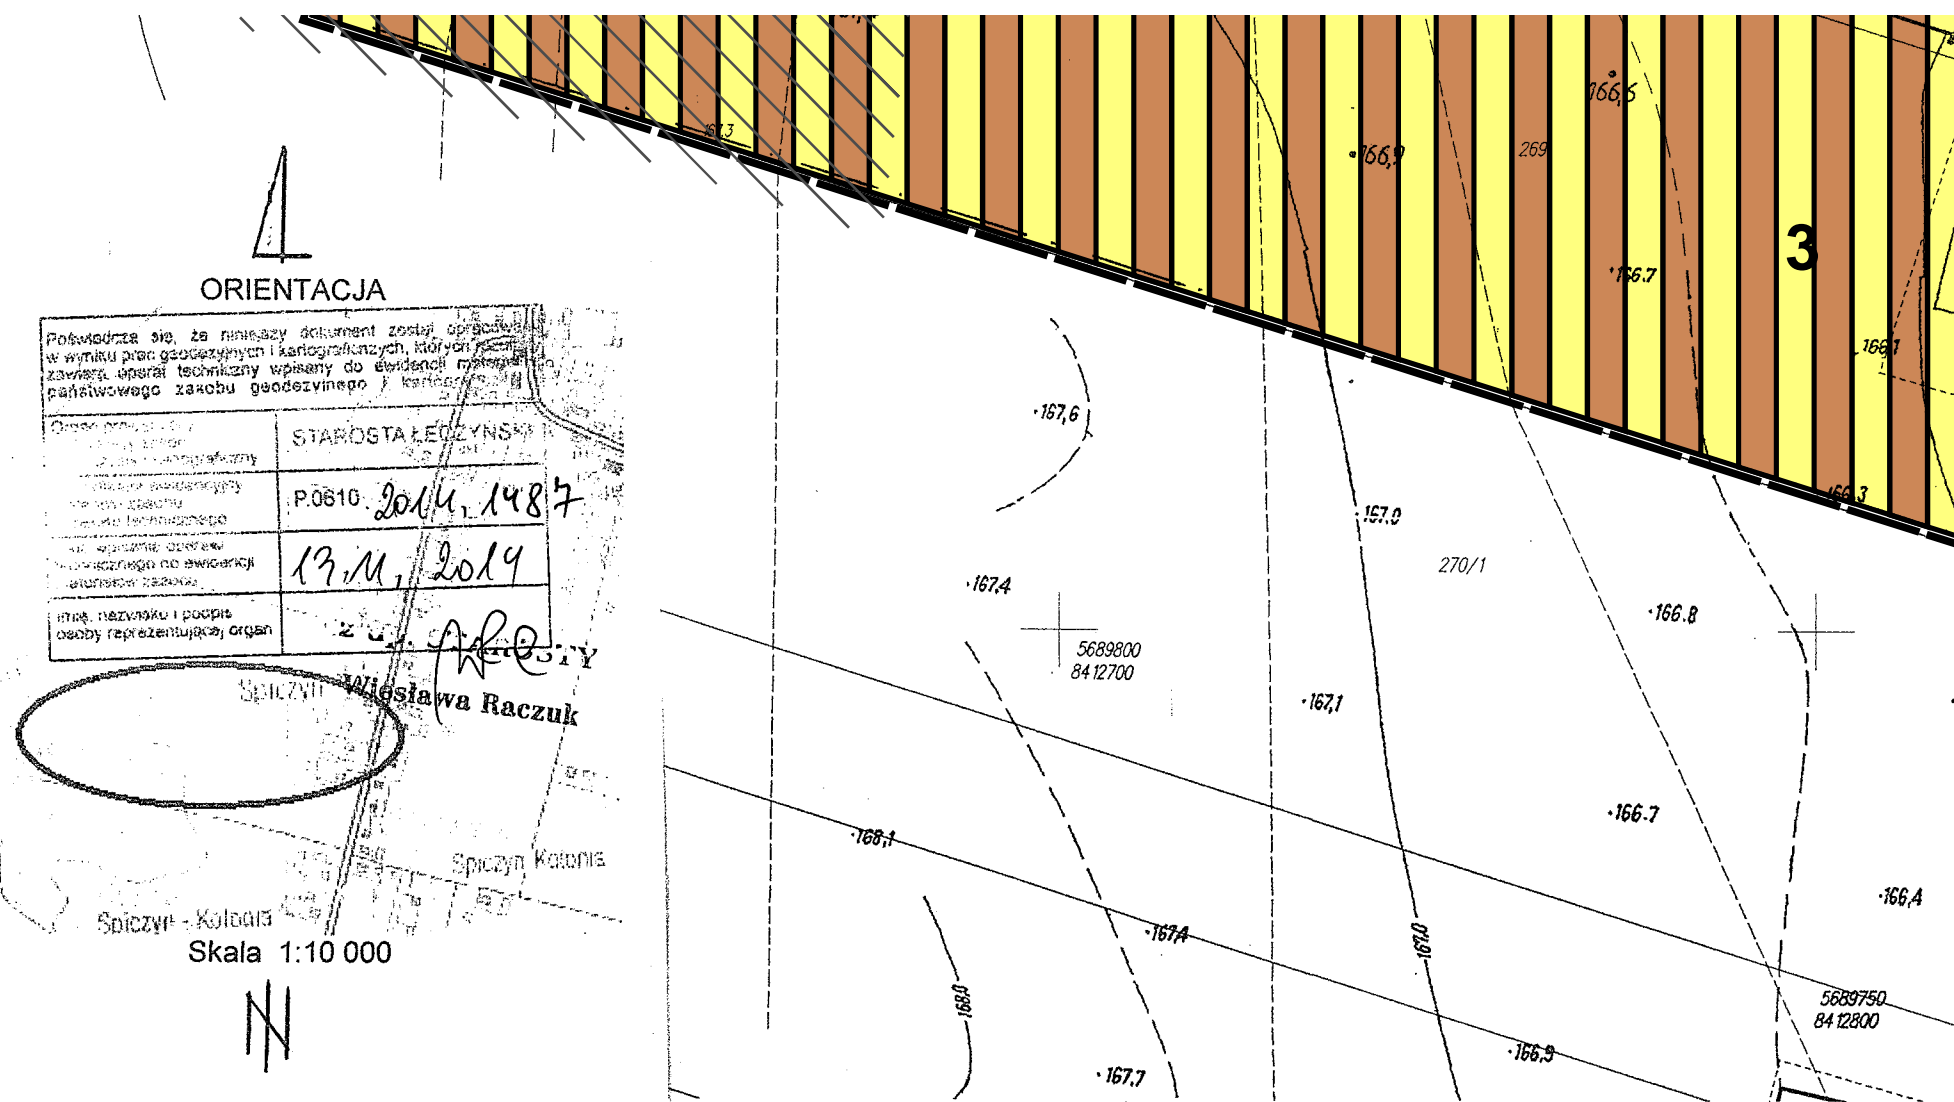 ORIENTACJA
Poświadcza się, że niniejszy dokument został
w wyniku prac geodezyjnych i kartograficznych, których
zawiera operat techniczny wpisany do ewidencji
państwowego zasobu geodezyjnego i
STAROSTA ŁĘCZYŃSKI
P.0610. 2014.1487
13.11.2014
imię, nazwisko i podpis
osoby reprezentującej organ
Wiesława Raczuk
Spiczyn
Spiczyn Kolonia
Spiczyn - Kolonia
Skala 1:10 000
N
167,3
166,6
166,9
269
166.7
3
166,1
166,3
167,6
167.0
270/1
167,4
166.8
5689800
8412700
167,1
166.7
168,1
166,4
167,4
167,0
168,0
5689750
8412800
166,9
167,7